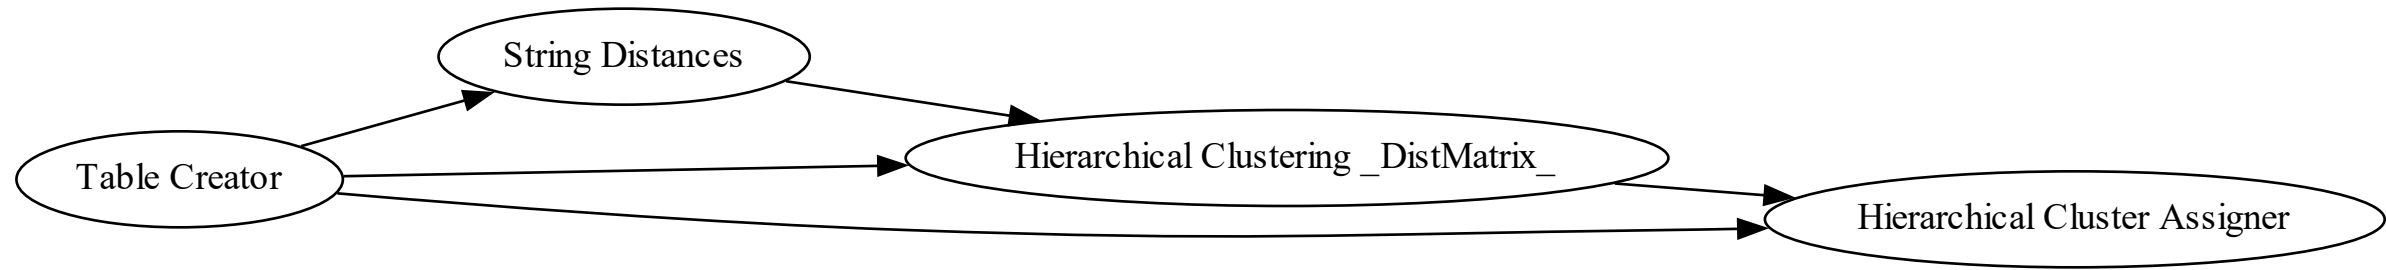 String Distances
Table Creator
Hierarchical Clustering _DistMatrix_
Hierarchical Cluster Assigner